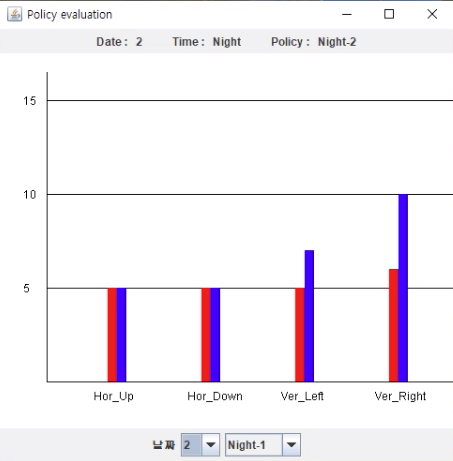 Policy evaluation
Date : 2 Time : Night Policy : Night-2
15
10
5
Hor_Up Hor_Down Ver_Left Ver_Right
날짜 2 Night-1